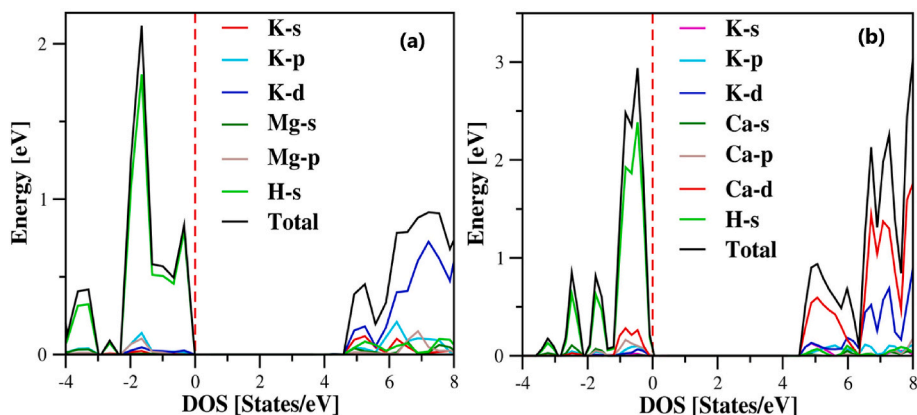 (a)
K-s
K-p
K-d
Mg-s
Mg-p
H-s
Total
2
1
0
Energy [eV]
-4 -2 0 2 4 6 8
DOS [States/eV]
(b)
K-s
K-p
K-d
Ca-s
Ca-p
Ca-d
H-s
Total
3
2
1
0
Energy [eV]
-4 -2 0 2 4 6 8
DOS [States/eV]